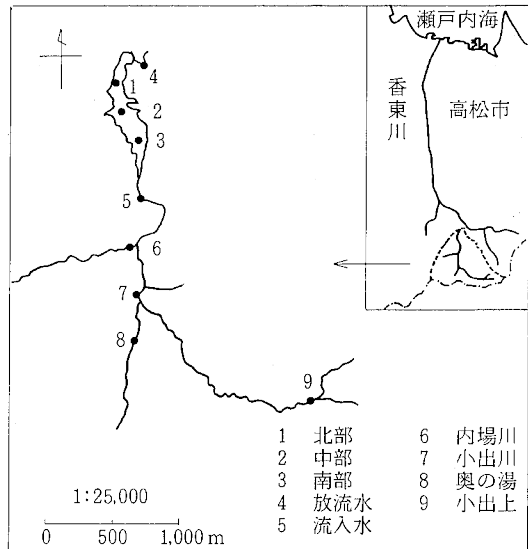 瀬戸内海
香東川
高松市
4
1
2
3
5
6
7
8
9
1 北部
2 中部
3 南部
4 放流水
5 流入水
6 内場川
7 小出川
8 奥の湯
9 小出上
1:25,000
0 500 1,000m